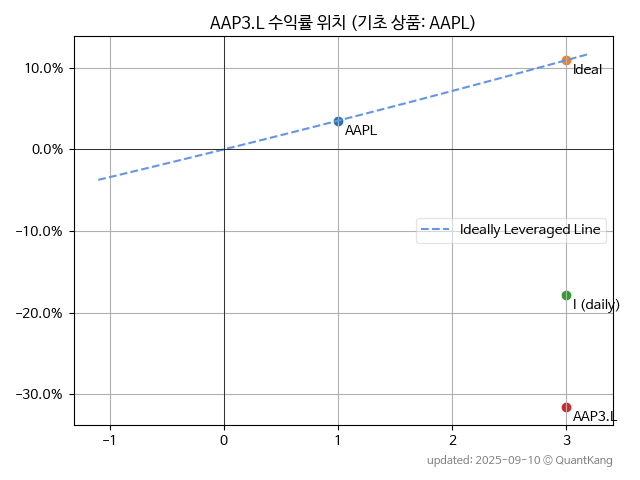 AAP3.L 수익률 위치 (기초 상품: AAPL)
10.0%
0.0%
−10.0%
−20.0%
−30.0%
Ideal
AAPL
Ideally Leveraged Line
I (daily)
AAP3.L
−1
0
1
2
3
updated: 2025-09-10 © QuantKang